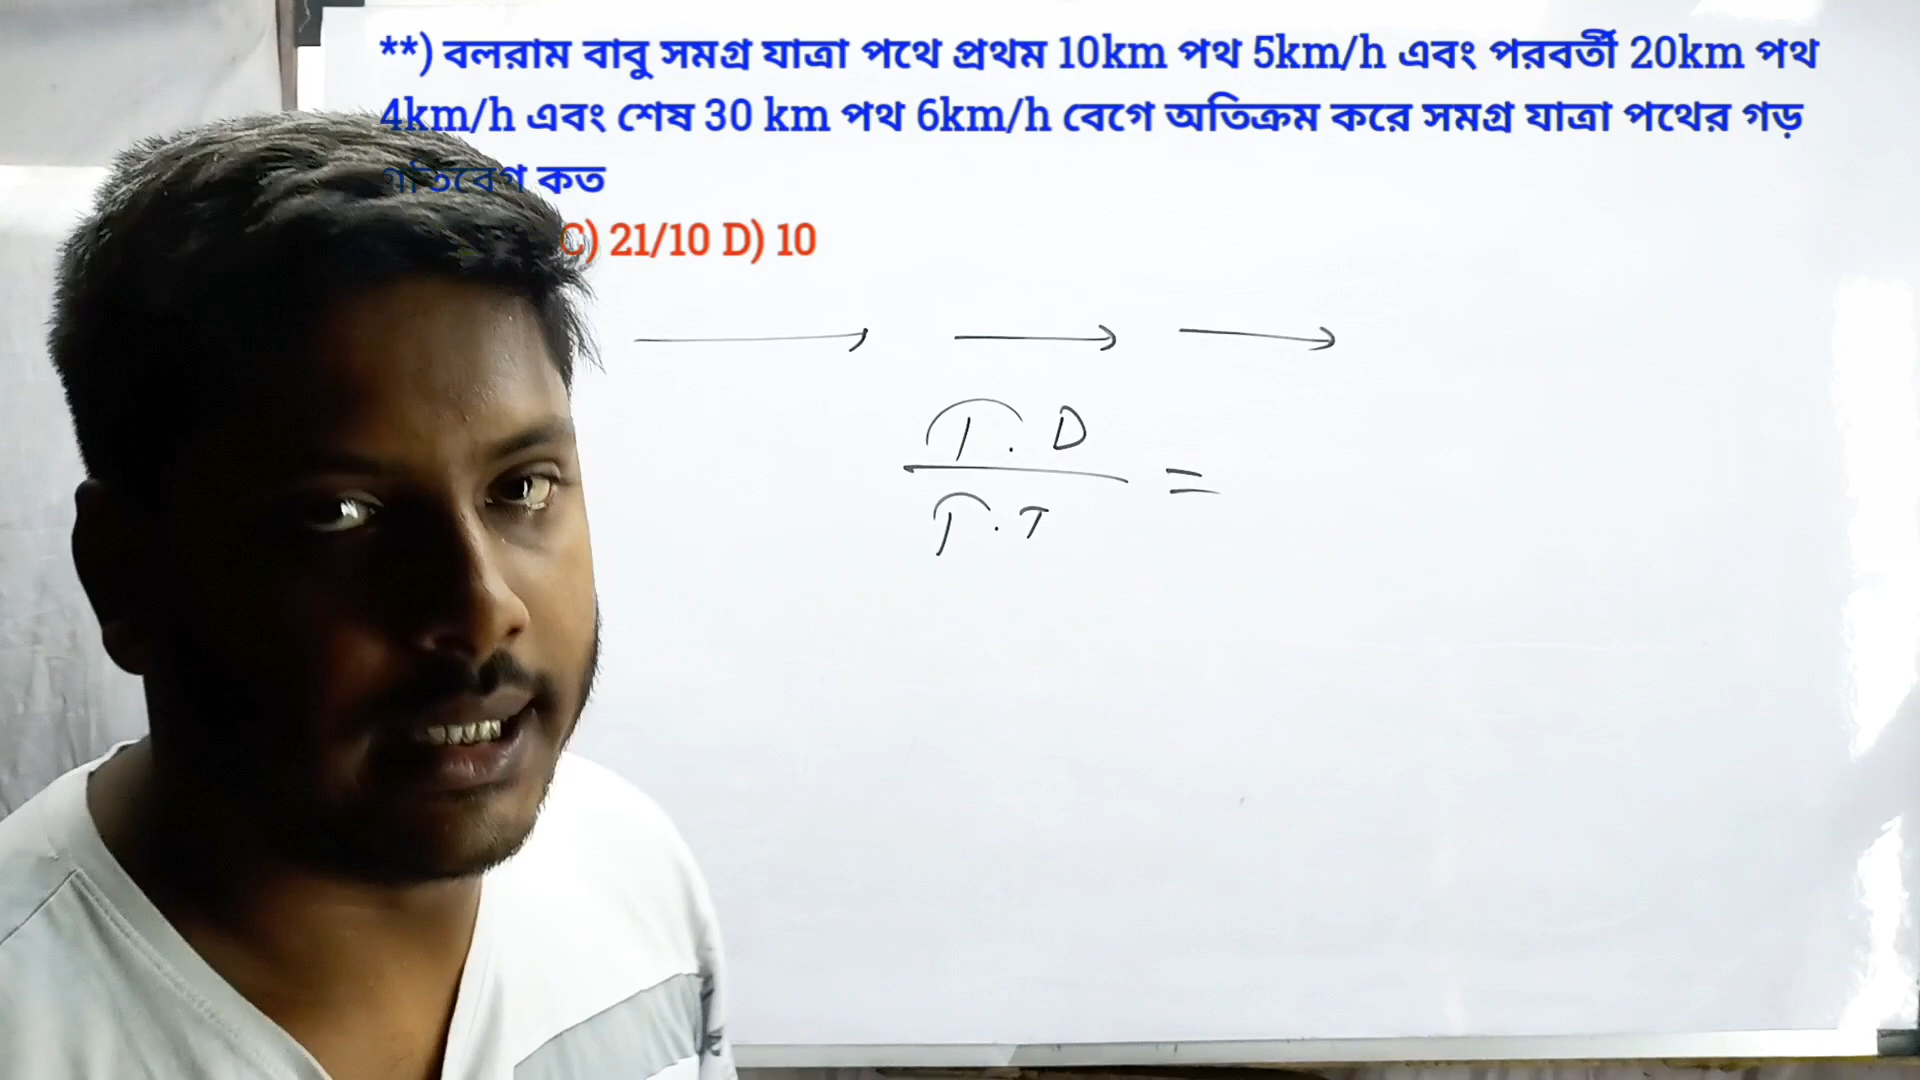 **) বলরাম বাবু সমগ্র যাত্রা পথে প্রথম 10km পথ 5km/h এবং পরবর্তী 20km পথ
4km/h এবং শেষ 30 km পথ 6km/h বেগে অতিক্রম করে সমগ্র যাত্রা পথের গড়
গতিবেগ কত
C) 21/10 D) 10
T. D
=
T. T